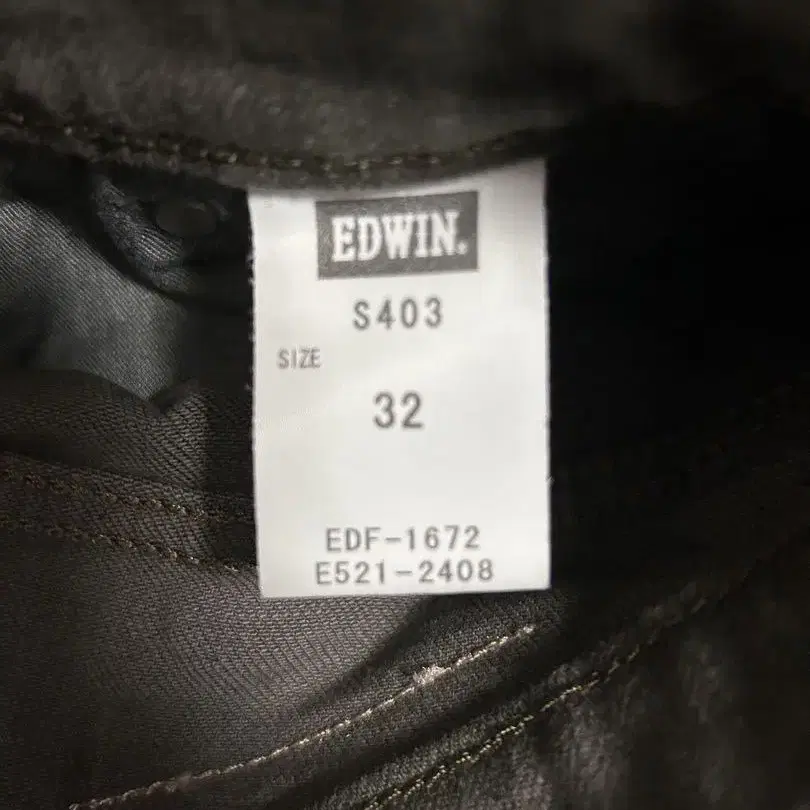 EDWIN.
S403
SIZE
32
EDF-1672
E521-2408